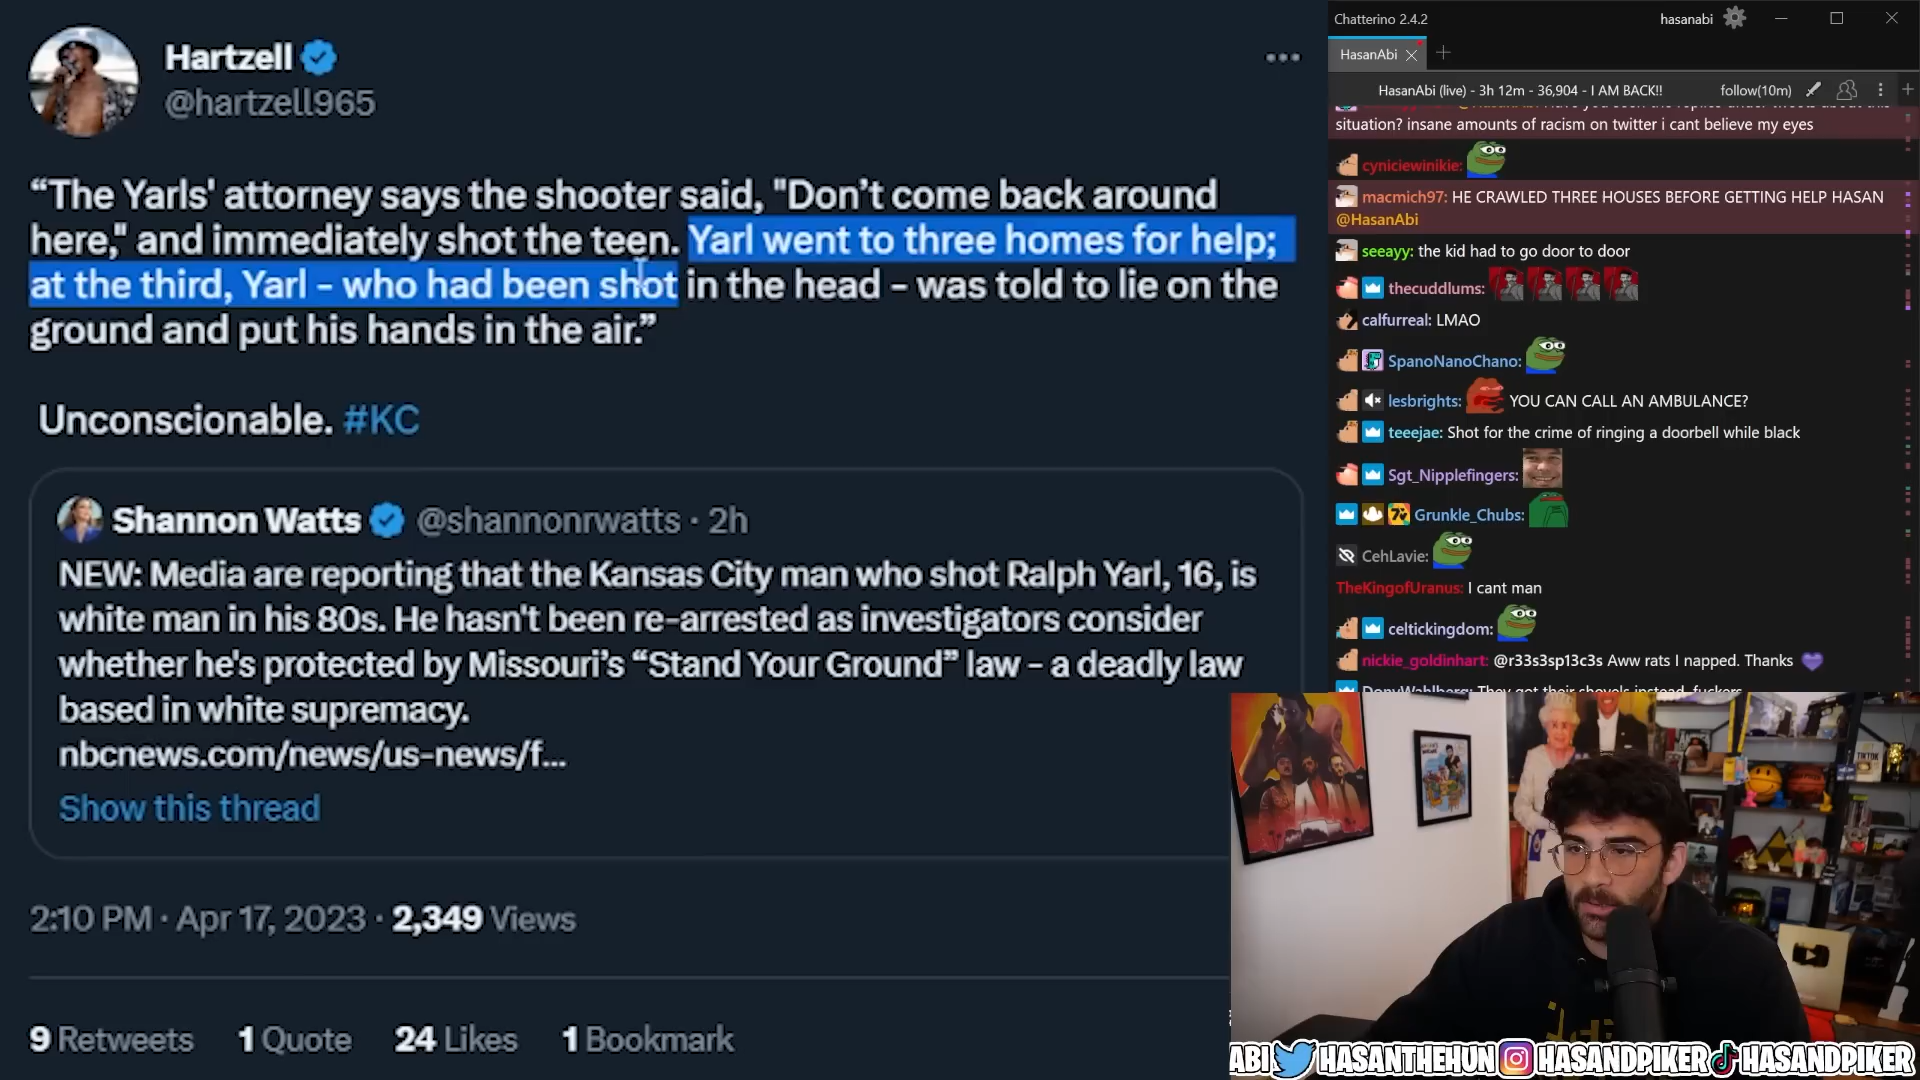 Hartzell
@hartzell965
“The Yarls' attorney says the shooter said, "Don’t come back around
here," and immediately shot the teen. Yarl went to three homes for help;
at the third, Yarl – who had been shot in the head – was told to lie on the
ground and put his hands in the air.”
Unconscionable. #KC
Shannon Watts @shannonrwatts · 2h
NEW: Media are reporting that the Kansas City man who shot Ralph Yarl, 16, is
white man in his 80s. He hasn't been re-arrested as investigators consider
whether he's protected by Missouri’s “Stand Your Ground” law – a deadly law
based in white supremacy.
nbcnews.com/news/us-news/f...
Show this thread
2:10 PM · Apr 17, 2023 · 2,349 Views
9 Retweets 1 Quote 24 Likes 1 Bookmark
Chatterino 2.4.2 hasanabi
HasanAbi
HasanAbi (live) - 3h 12m - 36,904 - I AM BACK!! follow(10m)
situation? insane amounts of racism on twitter i cant believe my eyes
cyniciewinikie:
macmich97: HE CRAWLED THREE HOUSES BEFORE GETTING HELP HASAN
@HasanAbi
seeayy: the kid had to go door to door
thecuddlums:
calfurreal: LMAO
SpanoNanoChano:
lesbrights: YOU CAN CALL AN AMBULANCE?
teeejae: Shot for the crime of ringing a doorbell while black
Sgt_Nipplefingers:
Grunkle_Chubs:
CehLavie:
TheKingofUranus: I cant man
celtickingdom:
nickie_goldinhart: @r33s3sp13c3s Aww rats I napped. Thanks
DonyWahlberg: They got their shovels instead, fuckers
ABI HASANTHEHUN HASANDPIKER HASANDPIKER